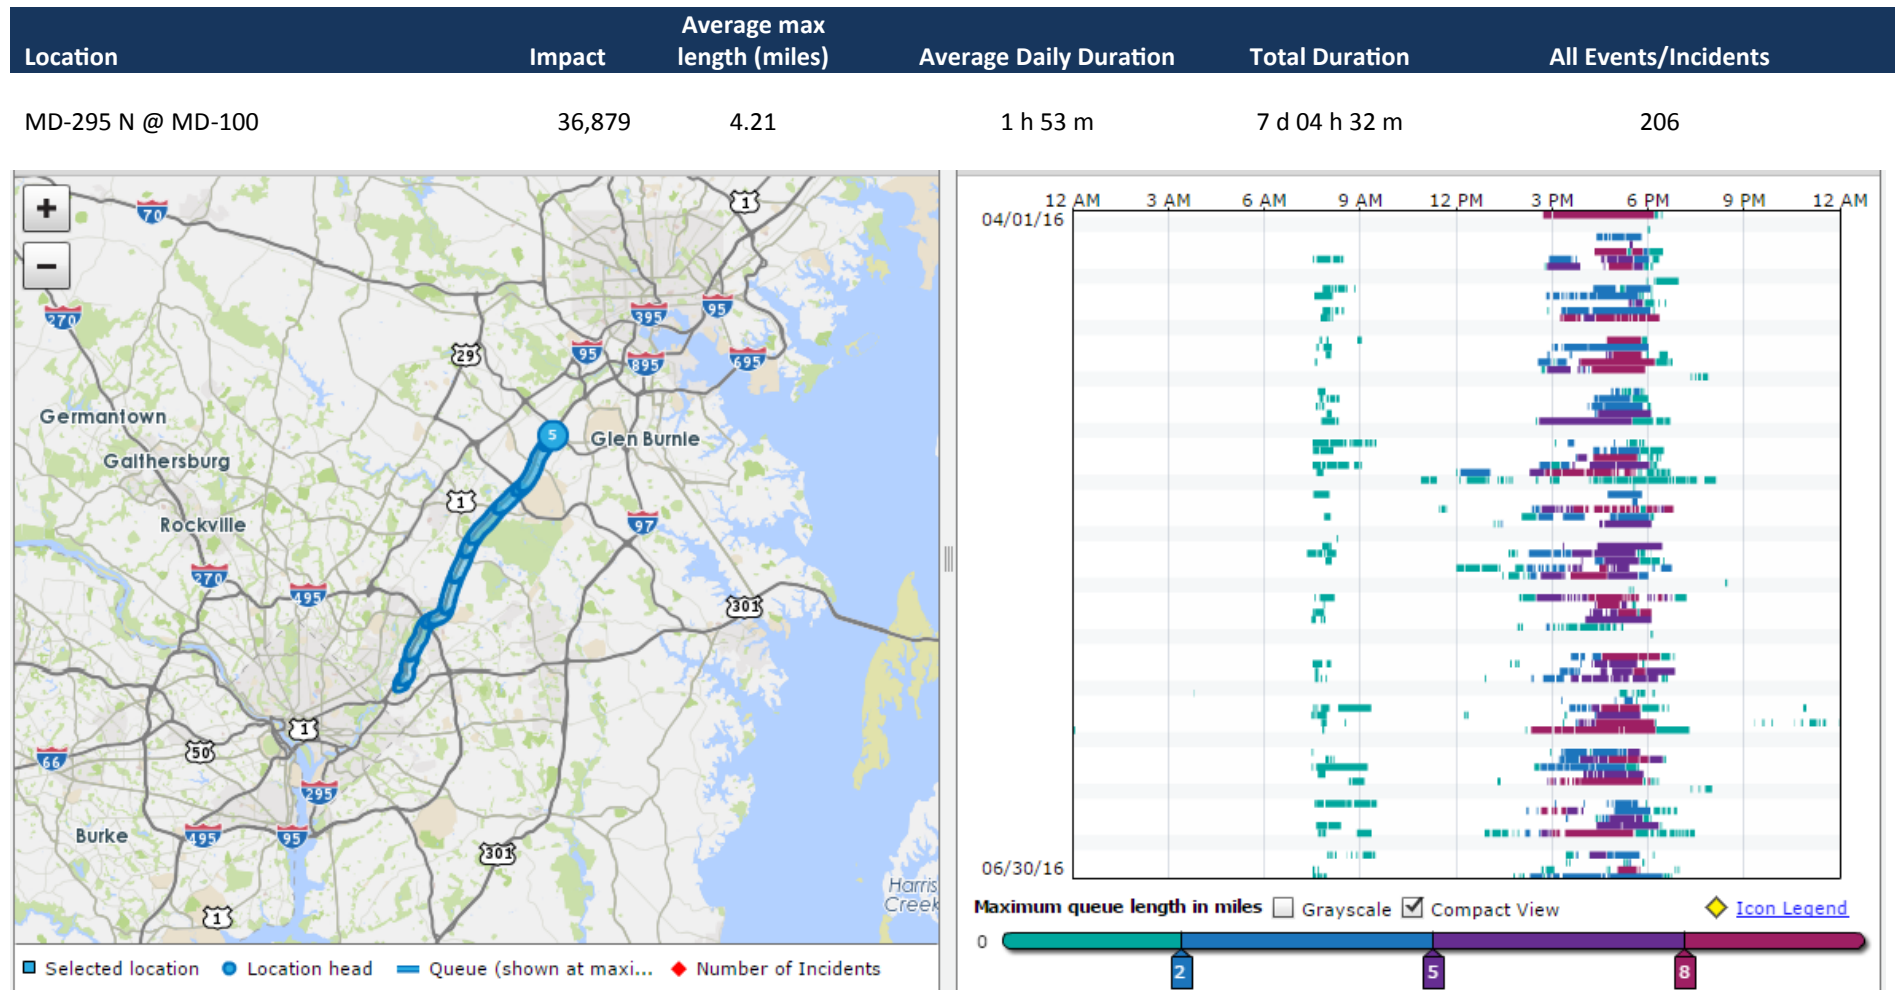 Location Impact Average max length (miles) Average Daily Duration Total Duration All Events/Incidents
MD-295 N @ MD-100 36,879 4.21 1 h 53 m 7 d 04 h 32 m 206
+
−
70
1
270
395
95
29
95
895
695
Germantown
5
Glen Burnie
Gaithersburg
1
Rockville
97
270
495
301
1
50
66
295
Burke
495
95
301
Harris
Creek
1
Selected location Location head Queue (shown at maxi... Number of Incidents
12 AM 3 AM 6 AM 9 AM 12 PM 3 PM 6 PM 9 PM 12 AM
04/01/16
06/30/16
Maximum queue length in miles Grayscale Compact View Icon Legend
0
2 5 8